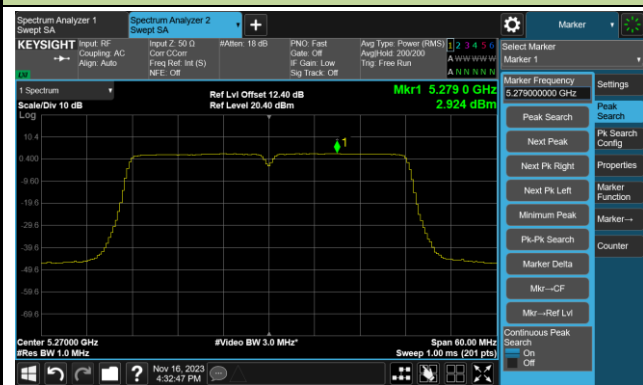 Spectrum Analyzer 1
Swept SA
Spectrum Analyzer 2
Swept SA
+
Marker
KEYSIGHT
Input: RF
Coupling: AC
Align: Auto
Input Z: 50 Ω
Corr CCorr
Freq Ref: Int (S)
NFE: Off
#Atten: 18 dB
PNO: Fast
Gate: Off
IF Gain: Low
Sig Track: Off
Avg Type: Power (RMS)
Avg|Hold: 200/200
Trig: Free Run
1 2 3 4 5 6
A W W W W W
A N N N N N
LXI
Select Marker
Marker 1
1 Spectrum
Scale/Div 10 dB
Log
Ref Lvl Offset 12.40 dB
Ref Level 20.40 dBm
Mkr1 5.279 0 GHz
2.924 dBm
10.4
0.400
-9.60
-19.6
-29.6
-39.6
-49.6
-59.6
-69.6
1
Center 5.27000 GHz
#Res BW 1.0 MHz
#Video BW 3.0 MHz*
Span 60.00 MHz
Sweep 1.00 ms (201 pts)
Marker Frequency
5.279000000 GHz
Peak Search
Next Peak
Next Pk Right
Next Pk Left
Minimum Peak
Pk-Pk Search
Marker Delta
Mkr→CF
Mkr→Ref Lvl
Continuous Peak
Search
On
Off
Settings
Peak
Search
Pk Search
Config
Properties
Marker
Function
Marker→
Counter
?
Nov 16, 2023
4:32:47 PM